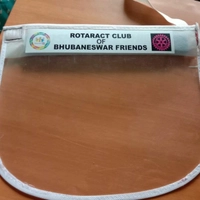 ROTARACT CLUB
OF
BHUBANESWAR FRIENDS